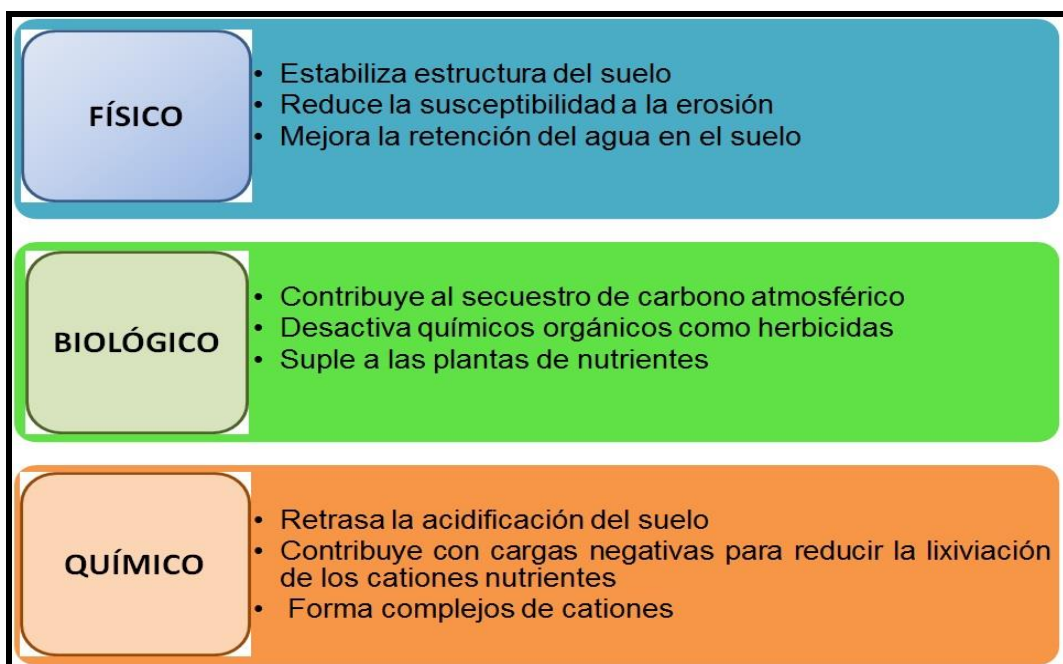 FÍSICO
• Estabiliza estructura del suelo
• Reduce la susceptibilidad a la erosión
• Mejora la retención del agua en el suelo
BIOLÓGICO
• Contribuye al secuestro de carbono atmosférico
• Desactiva químicos orgánicos como herbicidas
• Suple a las plantas de nutrientes
QUÍMICO
• Retrasa la acidificación del suelo
• Contribuye con cargas negativas para reducir la lixiviación
de los cationes nutrientes
• Forma complejos de cationes